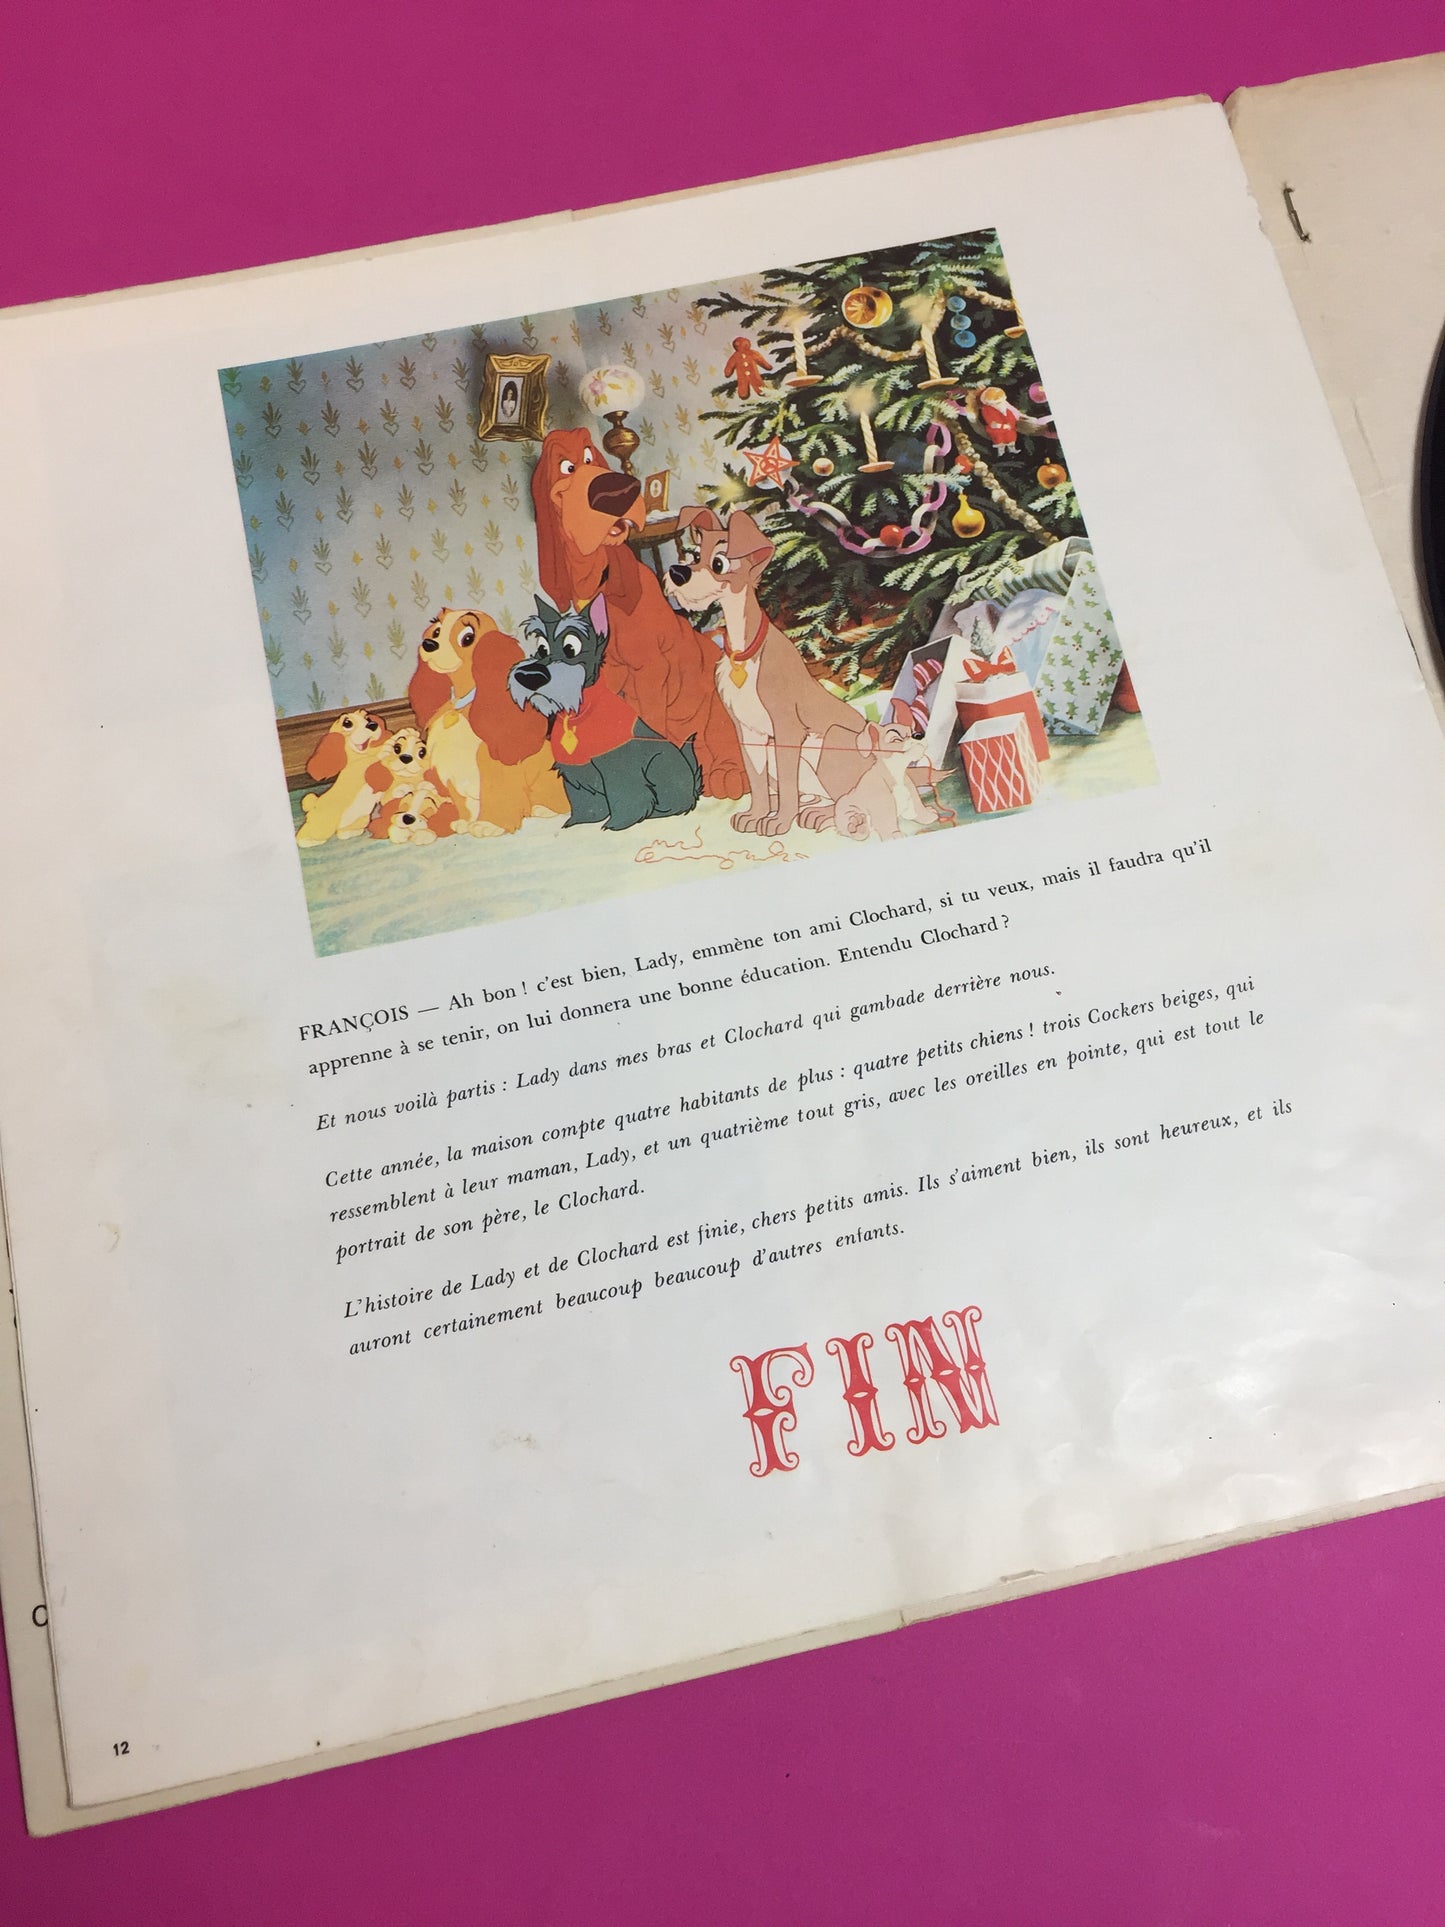 FRANÇOIS — Ah bon ! c'est bien, Lady, emmène ton ami Clochard, si tu veux, mais il faudra qu'il
apprenne à se tenir, on lui donnera une bonne éducation. Entendu Clochard ?
Et nous voilà partis : Lady dans mes bras et Clochard qui gambade derrière nous.
Cette année, la maison compte quatre habitants de plus : quatre petits chiens ! trois Cockers beiges, qui
ressemblent à leur maman, Lady, et un quatrième tout gris, avec les oreilles en pointe, qui est tout le
portrait de son père, le Clochard.
L'histoire de Lady et de Clochard est finie, chers petits amis. Ils s'aiment bien, ils sont heureux, et ils
auront certainement beaucoup beaucoup d'autres enfants.
FIN
12